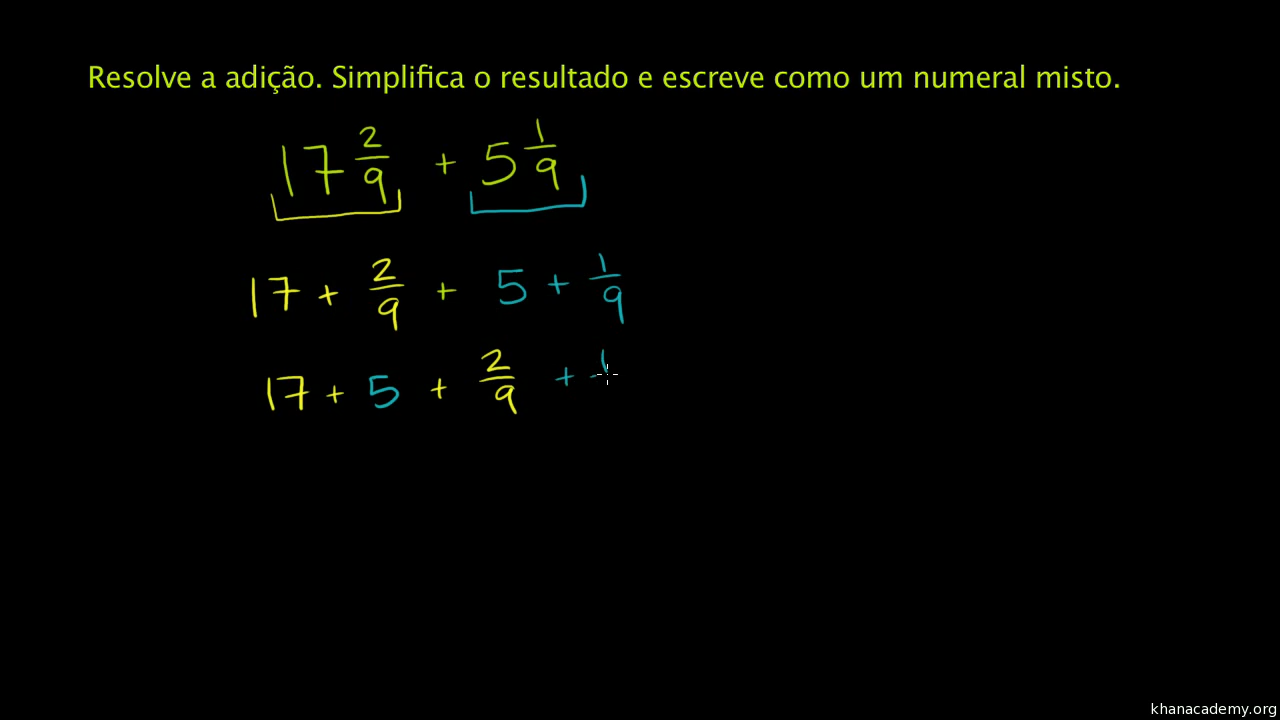 Resolve a adição. Simplifica o resultado e escreve como um numeral misto.
17 2/9 + 5 1/9
17 + 2/9 + 5 + 1/9
17 + 5 + 2/9 + 1
khanacademy.org